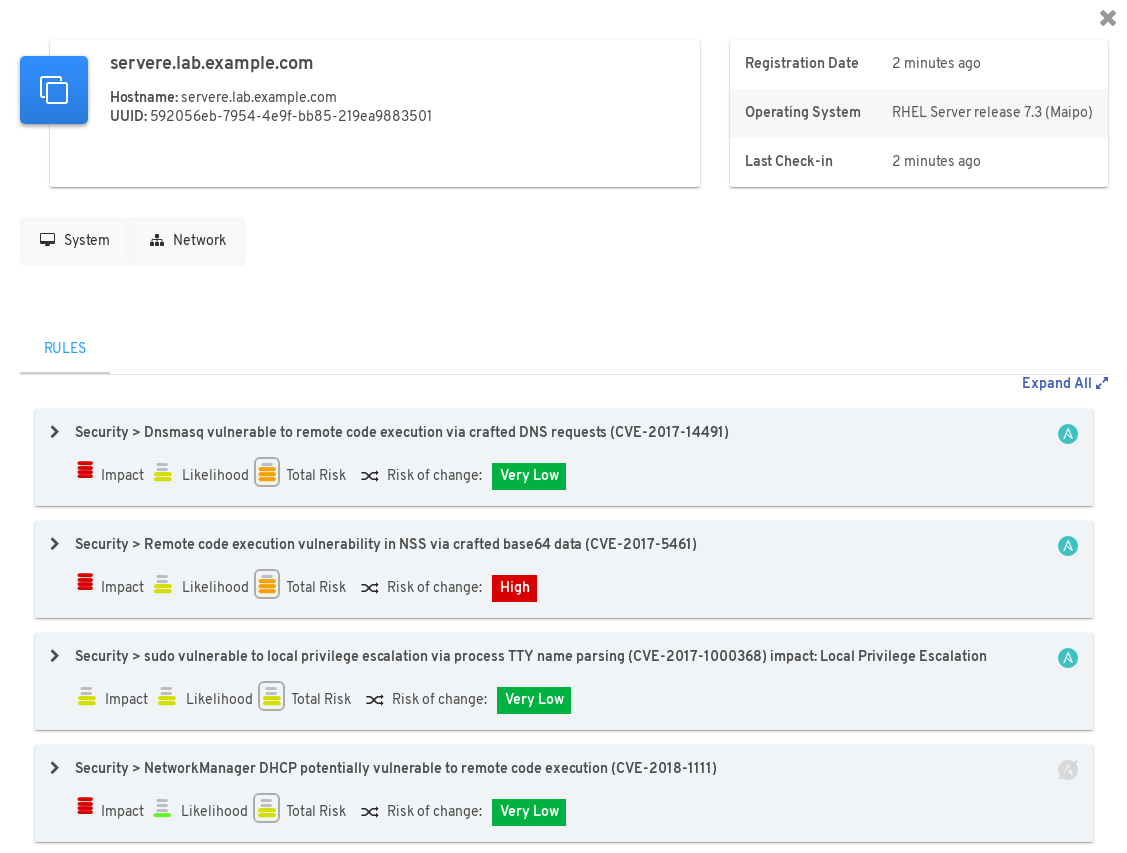 servere.lab.example.com
Hostname: servere.lab.example.com
UUID: 592056eb-7954-4e9f-bb85-219ea9883501
Registration Date 2 minutes ago
Operating System RHEL Server release 7.3 (Maipo)
Last Check-in 2 minutes ago
System Network
RULES
Expand All
Security > Dnsmasq vulnerable to remote code execution via crafted DNS requests (CVE-2017-14491)
Impact Likelihood Total Risk Risk of change: Very Low
Security > Remote code execution vulnerability in NSS via crafted base64 data (CVE-2017-5461)
Impact Likelihood Total Risk Risk of change: High
Security > sudo vulnerable to local privilege escalation via process TTY name parsing (CVE-2017-1000368) impact: Local Privilege Escalation
Impact Likelihood Total Risk Risk of change: Very Low
Security > NetworkManager DHCP potentially vulnerable to remote code execution (CVE-2018-1111)
Impact Likelihood Total Risk Risk of change: Very Low